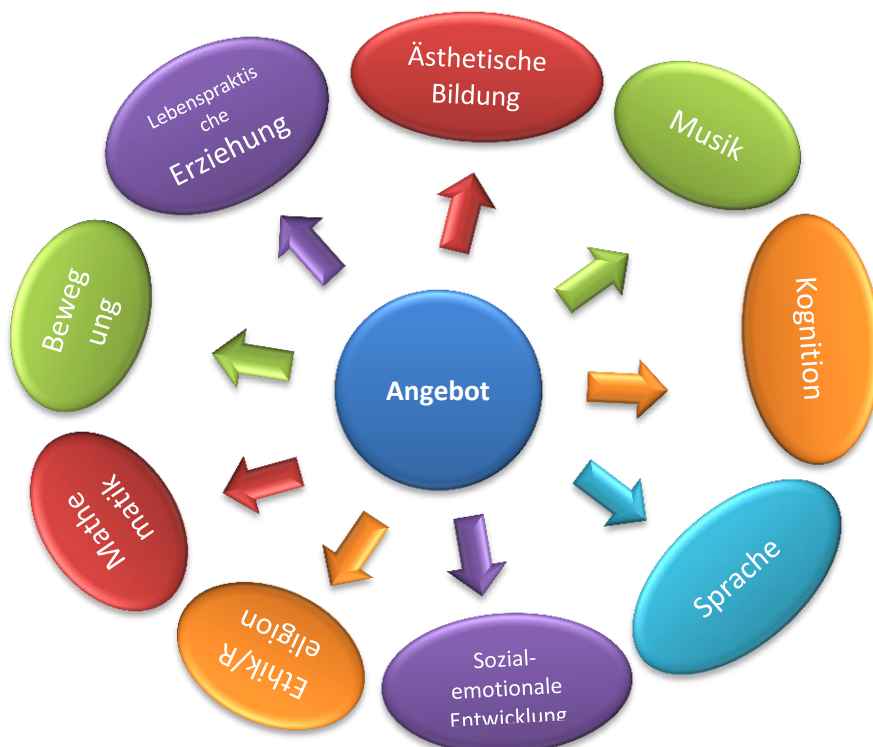 Ästhetische
Bildung
Musik
Kognition
Sprache
Sozial-
emotionale
Entwicklung
Ethik/R
eligion
Mathe
matik
Beweg
ung
Lebenspraktis
che
Erziehung
Angebot